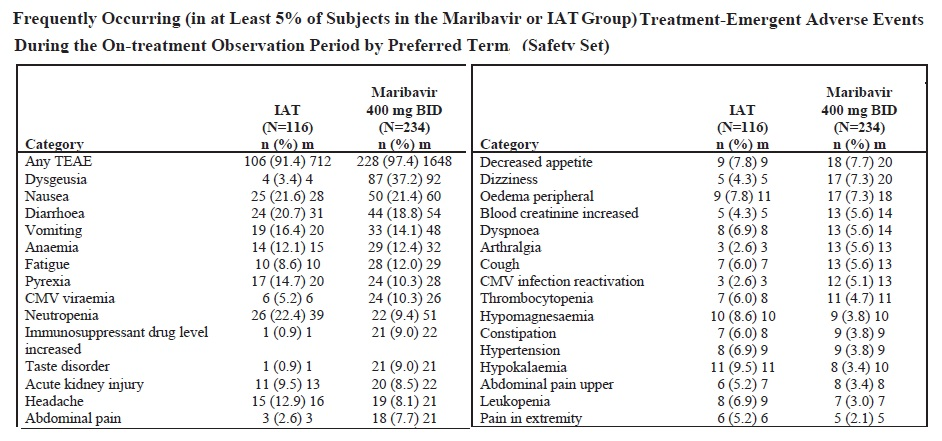 Frequently Occurring (in at Least 5% of Subjects in the Maribavir or IAT Group) Treatment-Emergent Adverse Events
During the On-treatment Observation Period by Preferred Term (Safety Set)
IAT
(N=116)
n (%) m
Maribavir
400 mg BID
(N=234)
n (%) m
Category
Any TEAE 106 (91.4) 712 228 (97.4) 1648
Dysgeusia 4 (3.4) 4 87 (37.2) 92
Nausea 25 (21.6) 28 50 (21.4) 60
Diarrhoea 24 (20.7) 31 44 (18.8) 54
Vomiting 19 (16.4) 20 33 (14.1) 48
Anaemia 14 (12.1) 15 29 (12.4) 32
Fatigue 10 (8.6) 10 28 (12.0) 29
Pyrexia 17 (14.7) 20 24 (10.3) 28
CMV viraemia 6 (5.2) 6 24 (10.3) 26
Neutropenia 26 (22.4) 39 22 (9.4) 51
Immunosuppressant drug level 1 (0.9) 1 21 (9.0) 22
increased
Taste disorder 1 (0.9) 1 21 (9.0) 21
Acute kidney injury 11 (9.5) 13 20 (8.5) 22
Headache 15 (12.9) 16 19 (8.1) 21
Abdominal pain 3 (2.6) 3 18 (7.7) 21
IAT
(N=116)
n (%) m
Maribavir
400 mg BID
(N=234)
n (%) m
Category
Decreased appetite 9 (7.8) 9 18 (7.7) 20
Dizziness 5 (4.3) 5 17 (7.3) 20
Oedema peripheral 9 (7.8) 11 17 (7.3) 18
Blood creatinine increased 5 (4.3) 5 13 (5.6) 14
Dyspnoea 8 (6.9) 8 13 (5.6) 14
Arthralgia 3 (2.6) 3 13 (5.6) 13
Cough 7 (6.0) 7 13 (5.6) 13
CMV infection reactivation 3 (2.6) 3 12 (5.1) 13
Thrombocytopenia 7 (6.0) 8 11 (4.7) 11
Hypomagnesaemia 10 (8.6) 10 9 (3.8) 10
Constipation 7 (6.0) 8 9 (3.8) 9
Hypertension 8 (6.9) 9 9 (3.8) 9
Hypokalaemia 11 (9.5) 11 8 (3.4) 10
Abdominal pain upper 6 (5.2) 7 8 (3.4) 8
Leukopenia 8 (6.9) 9 7 (3.0) 7
Pain in extremity 6 (5.2) 6 5 (2.1) 5